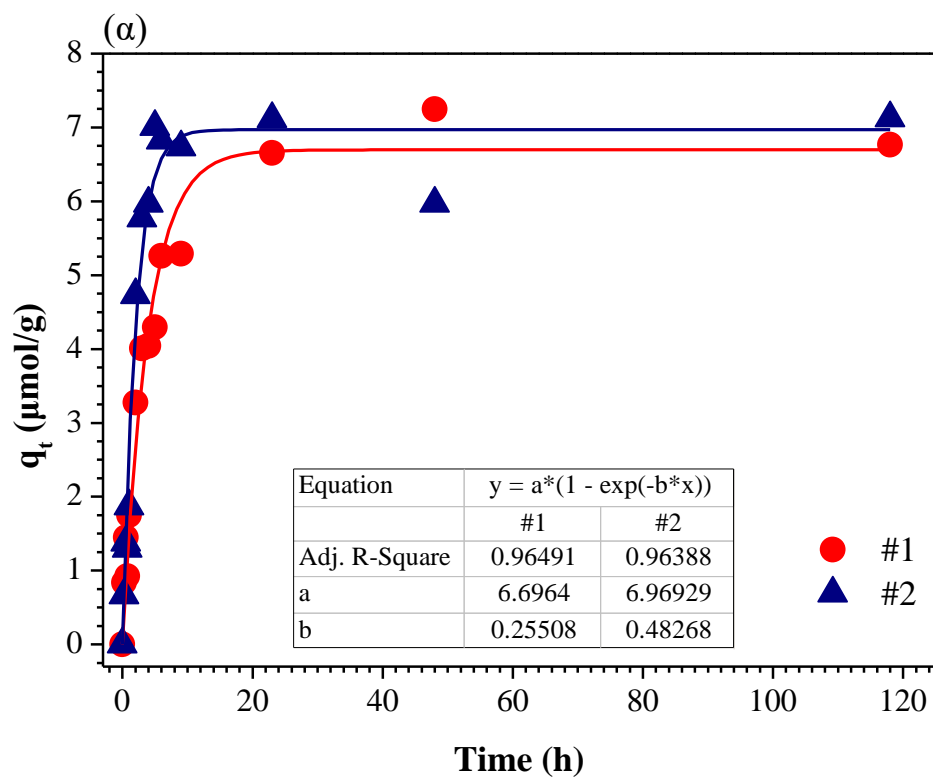 (α)
8
7
6
5
4
3
2
1
0
q_t (μmol/g)
Equation y = a*(1 - exp(-b*x))
#1 #2
Adj. R-Square 0.96491 0.96388
a 6.6964 6.96929
b 0.25508 0.48268
#1
#2
0 20 40 60 80 100 120
Time (h)